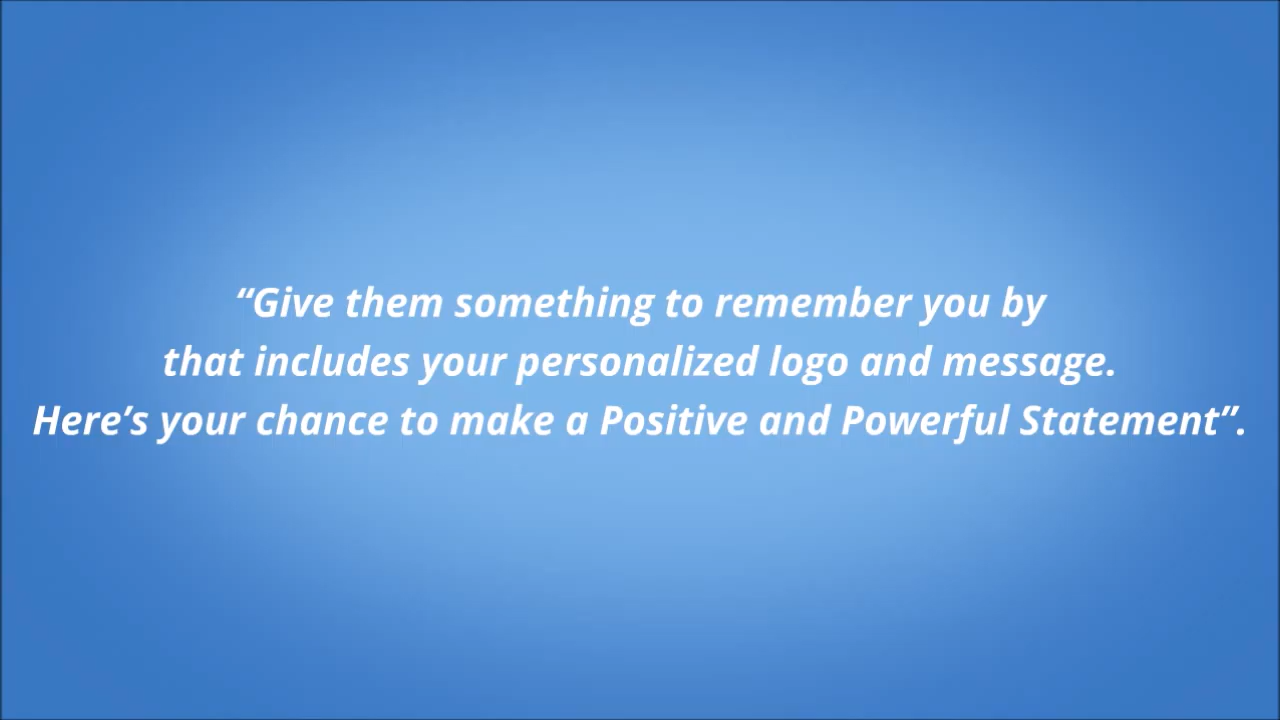 “Give them something to remember you by
that includes your personalized logo and message.
Here’s your chance to make a Positive and Powerful Statement”.